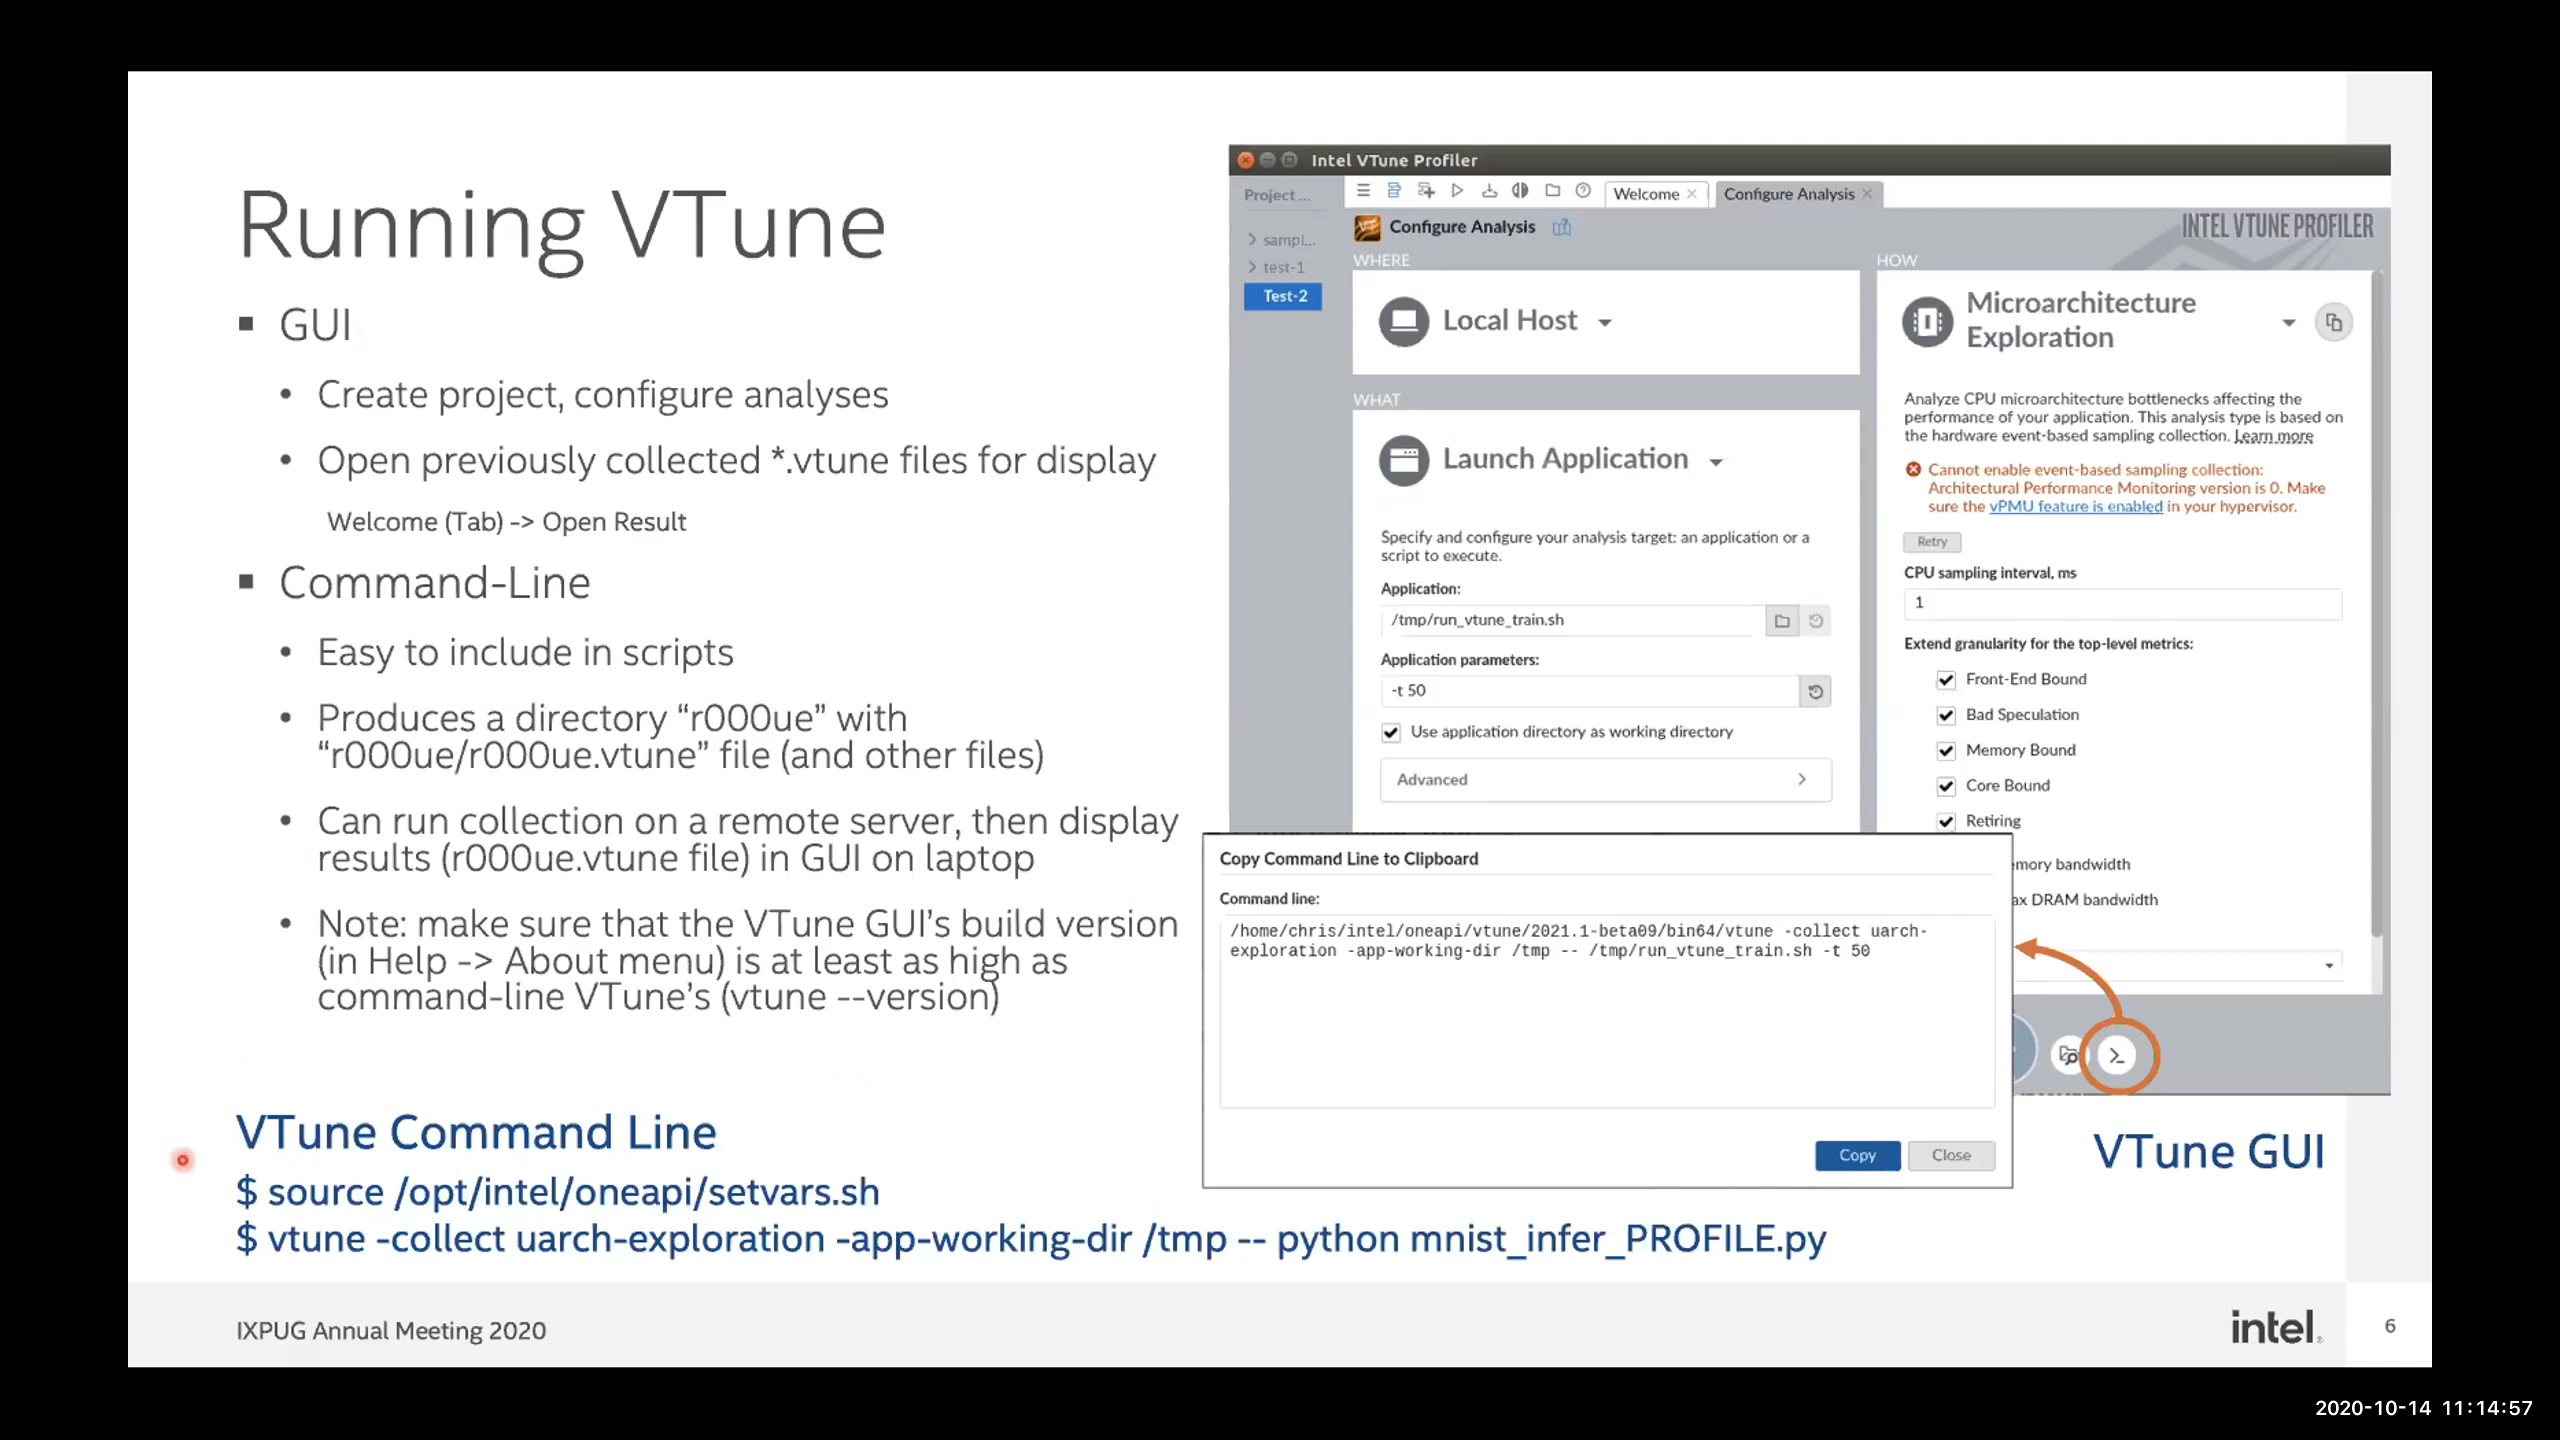 Running VTune
▪ GUI
• Create project, configure analyses
• Open previously collected *.vtune files for display
Welcome (Tab) -> Open Result
▪ Command-Line
• Easy to include in scripts
• Produces a directory “r000ue” with
“r000ue/r000ue.vtune” file (and other files)
• Can run collection on a remote server, then display
results (r000ue.vtune file) in GUI on laptop
• Note: make sure that the VTune GUI’s build version
(in Help -> About menu) is at least as high as
command-line VTune’s (vtune --version)
VTune Command Line
$ source /opt/intel/oneapi/setvars.sh
$ vtune -collect uarch-exploration -app-working-dir /tmp -- python mnist_infer_PROFILE.py
Intel VTune Profiler
Project ...
> sampl...
> test-1
Test-2
Welcome ×
Configure Analysis ×
Configure Analysis
INTEL VTUNE PROFILER
WHERE
Local Host
WHAT
Launch Application
Specify and configure your analysis target: an application or a
script to execute.
Application:
/tmp/run_vtune_train.sh
Application parameters:
-t 50
Use application directory as working directory
Advanced >
HOW
Microarchitecture
Exploration
Analyze CPU microarchitecture bottlenecks affecting the
performance of your application. This analysis type is based on
the hardware event-based sampling collection. Learn more
Cannot enable event-based sampling collection:
Architectural Performance Monitoring version is 0. Make
sure the vPMU feature is enabled in your hypervisor.
Retry
CPU sampling interval, ms
1
Extend granularity for the top-level metrics:
Front-End Bound
Bad Speculation
Memory Bound
Core Bound
Retiring
mory bandwidth
ax DRAM bandwidth
Copy Command Line to Clipboard
Command line:
/home/chris/intel/oneapi/vtune/2021.1-beta09/bin64/vtune -collect uarch-
exploration -app-working-dir /tmp -- /tmp/run_vtune_train.sh -t 50
Copy
Close
>_
VTune GUI
IXPUG Annual Meeting 2020
intel.
6
2020-10-14 11:14:57